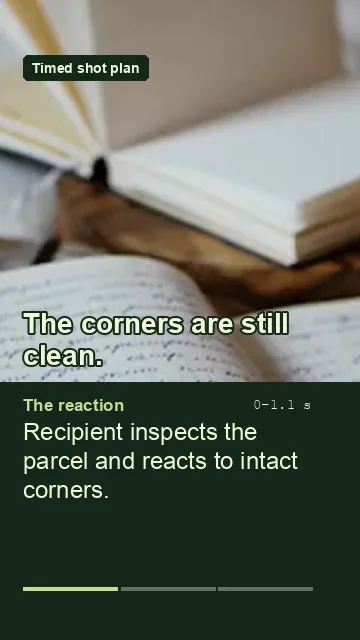 Timed shot plan
The corners are still
clean.
The reaction
0–1.1 s
Recipient inspects the
parcel and reacts to intact
corners.